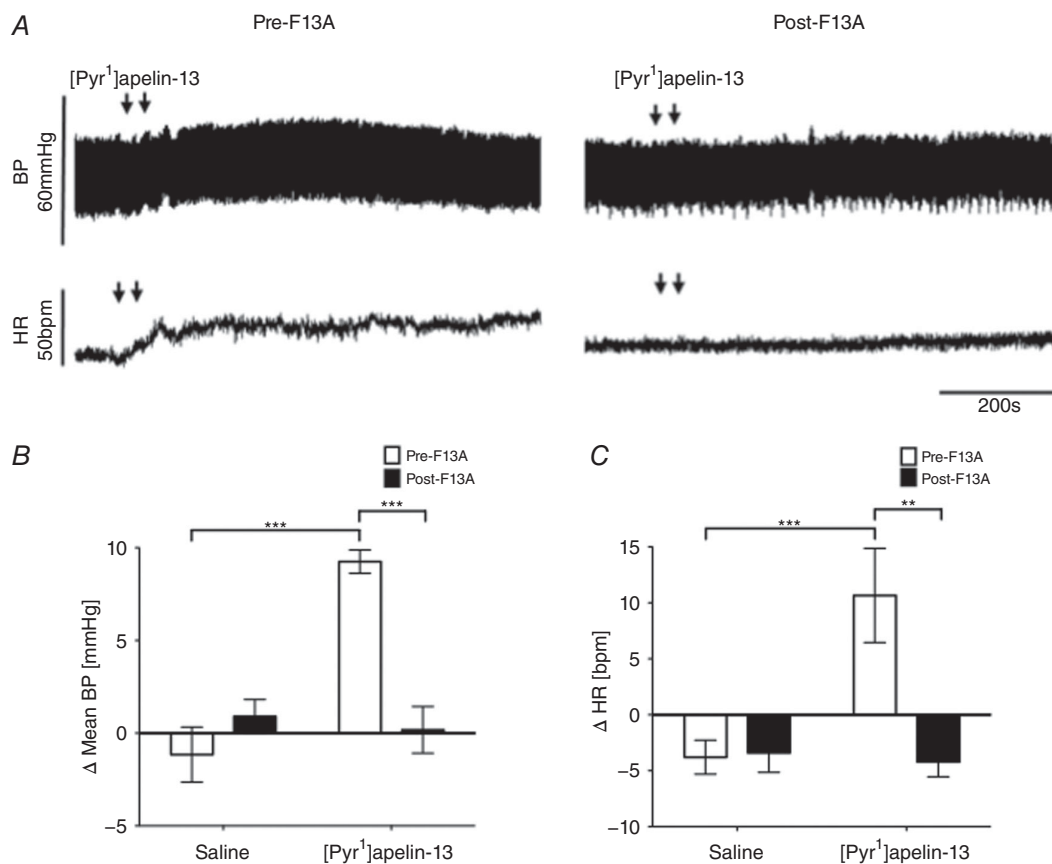 A
Pre-F13A
Post-F13A
[Pyr¹]apelin-13
[Pyr¹]apelin-13
BP
60mmHg
HR
50bpm
200s
B
Pre-F13A
Post-F13A
***
***
10
5
0
–5
Δ Mean BP [mmHg]
Saline
[Pyr¹]apelin-13
C
Pre-F13A
Post-F13A
**
***
15
10
5
0
–5
–10
Δ HR [bpm]
Saline
[Pyr¹]apelin-13